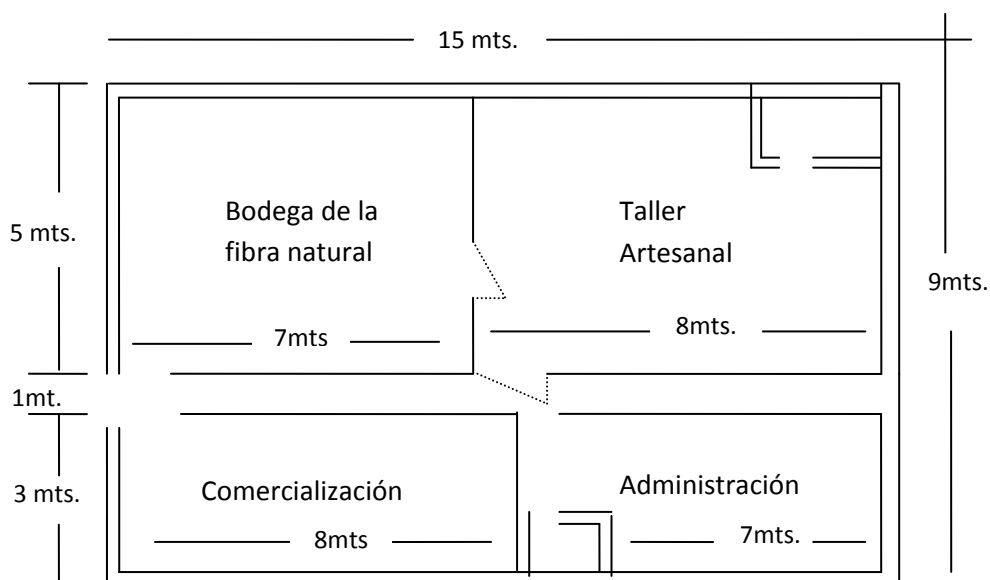 15 mts.
Bodega de la
fibra natural
Taller
Artesanal
5 mts.
9mts.
7mts
8mts.
1mt.
3 mts.
Comercialización
Administración
8mts
7mts.